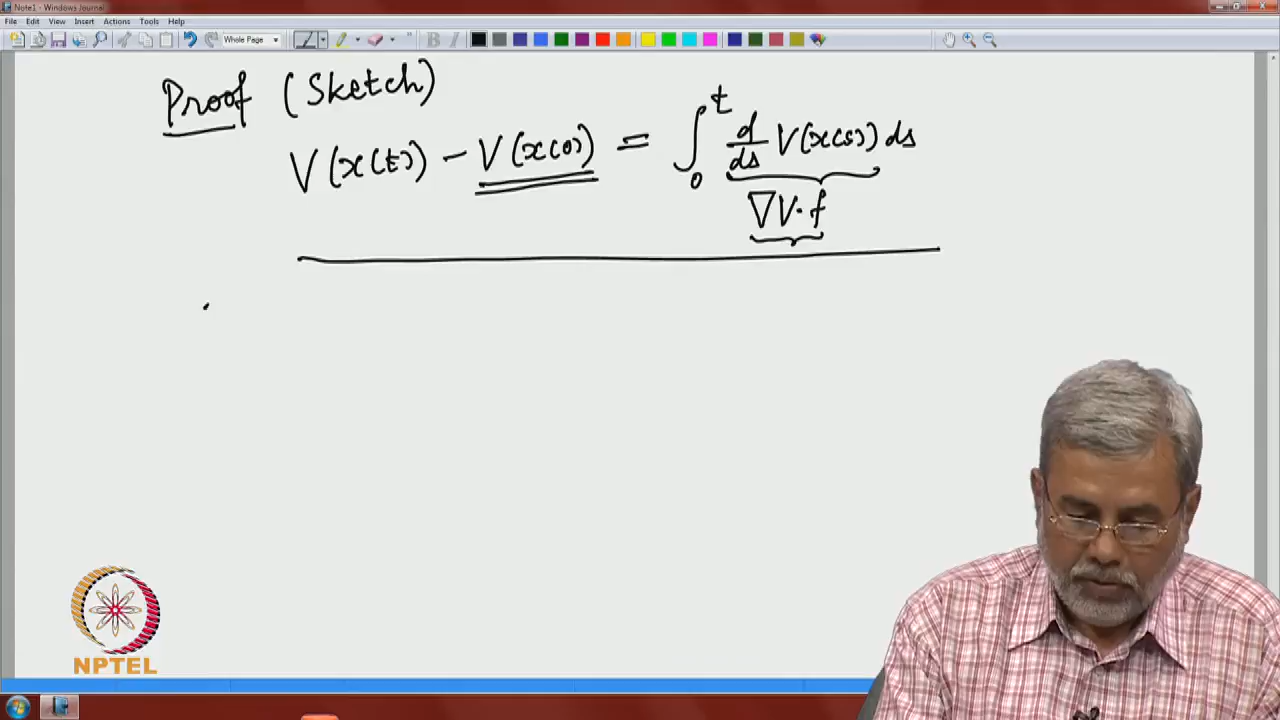 Note1 - Windows Journal
File Edit View Insert Actions Tools Help
Whole Page
Proof (Sketch)
V(x(t)) - V(x(0)) = ∫₀ᵗ d/ds V(x(s)) ds
∇V·f
NPTEL